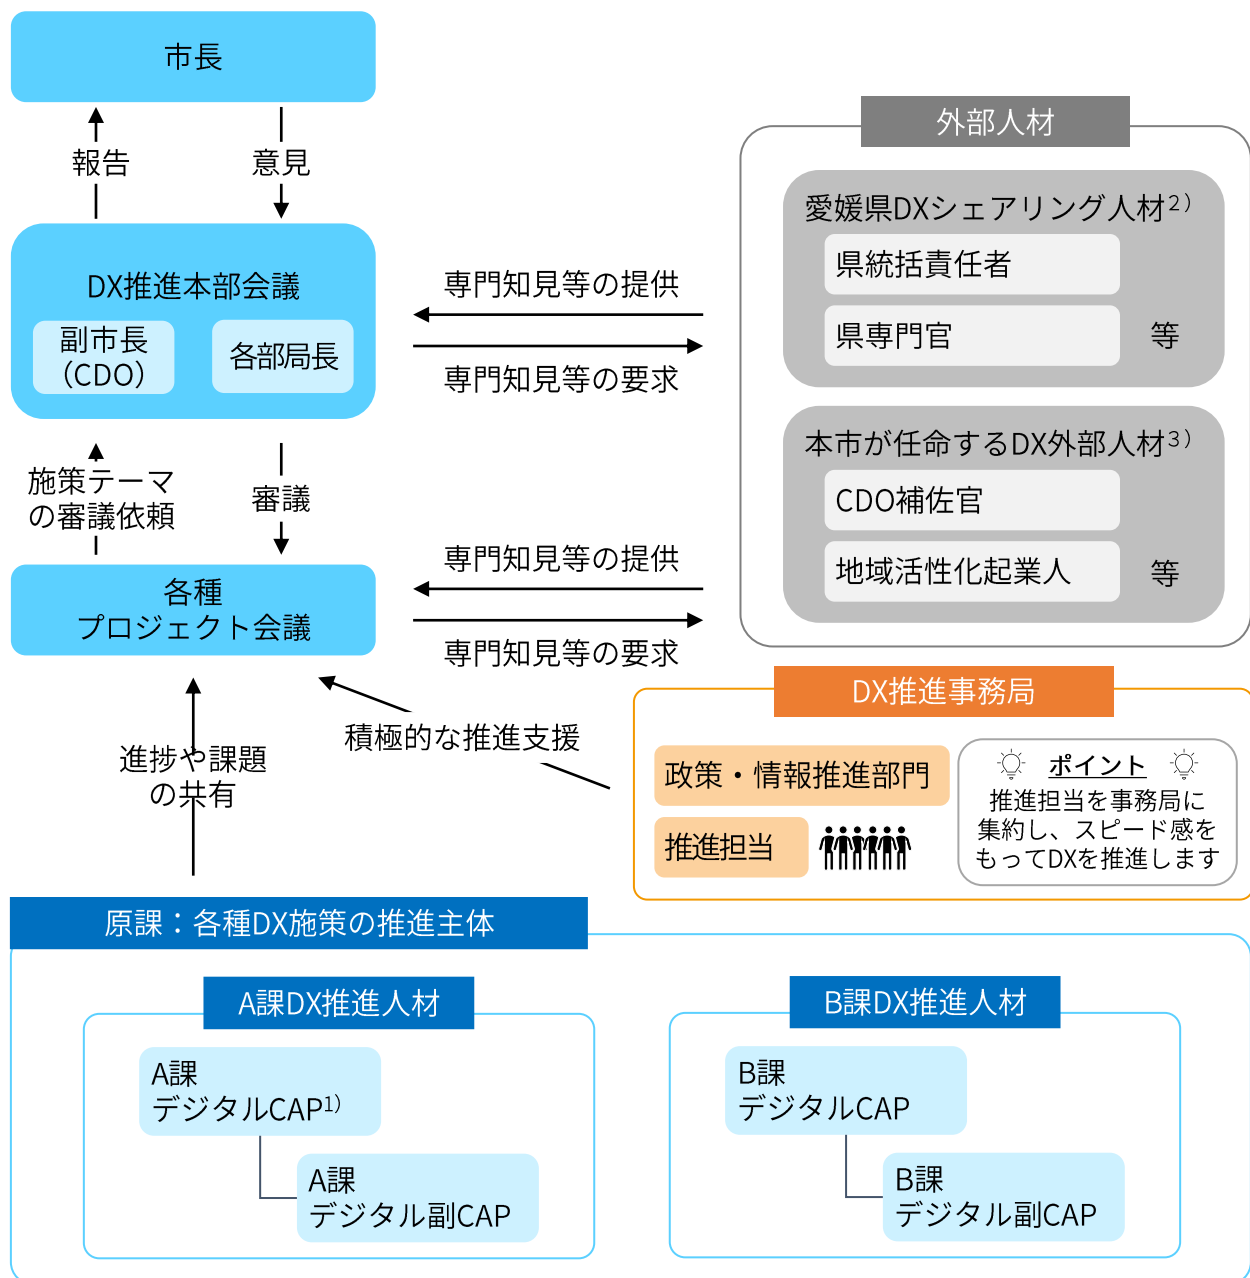 市長
報告
意見
DX推進本部会議
副市長
（CDO）
各部局長
専門知見等の提供
専門知見等の要求
外部人材
愛媛県DXシェアリング人材2）
県統括責任者
県専門官
等
本市が任命するDX外部人材3）
CDO補佐官
地域活性化起業人
等
施策テーマ
の審議依頼
審議
各種
プロジェクト会議
専門知見等の提供
専門知見等の要求
進捗や課題
の共有
積極的な推進支援
DX推進事務局
政策・情報推進部門
推進担当
ポイント
推進担当を事務局に
集約し、スピード感を
もってDXを推進します
原課：各種DX施策の推進主体
A課DX推進人材
A課
デジタルCAP1）
A課
デジタル副CAP
B課DX推進人材
B課
デジタルCAP
B課
デジタル副CAP